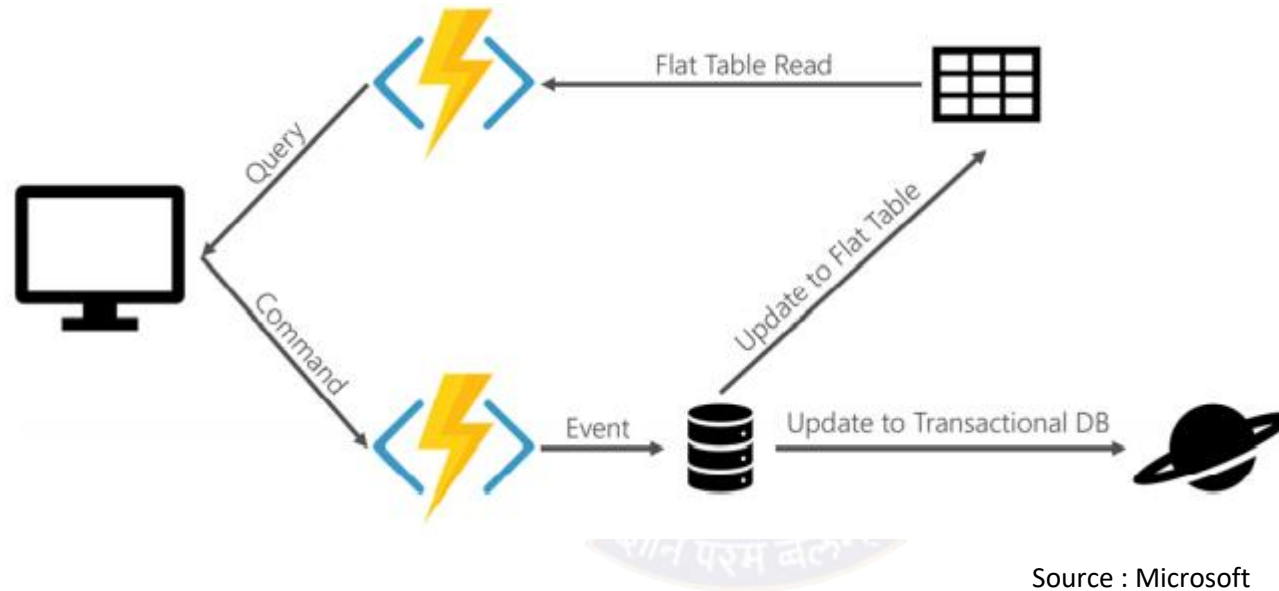 Flat Table Read
Query
Update to Flat Table
Command
Event
Update to Transactional DB
Source : Microsoft